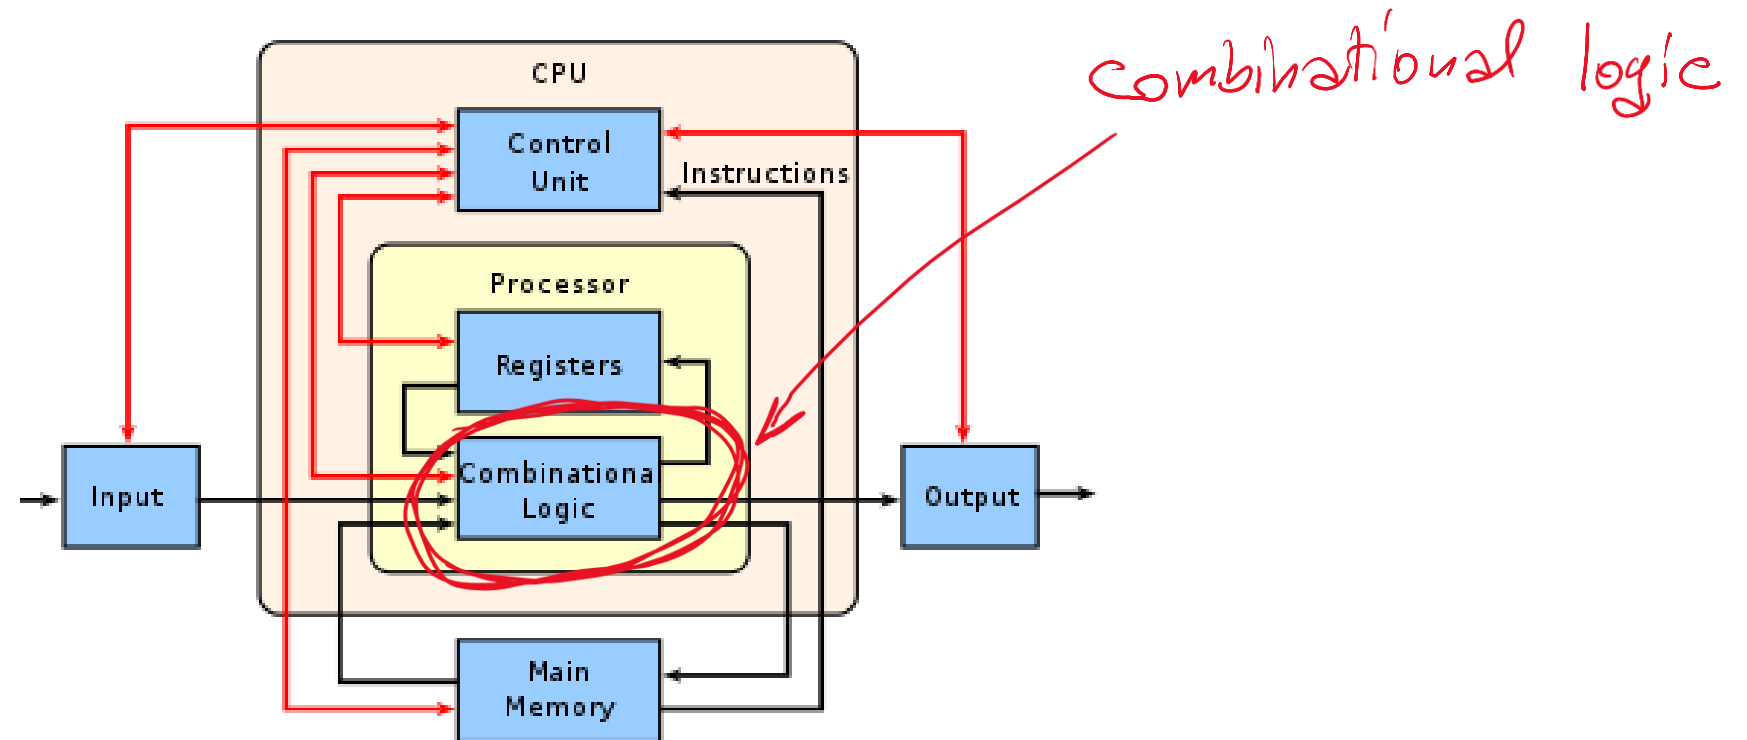 combinational logic
CPU
Control
Unit
Instructions
Processor
Registers
Combinationa
Logic
Input
Output
Main
Memory